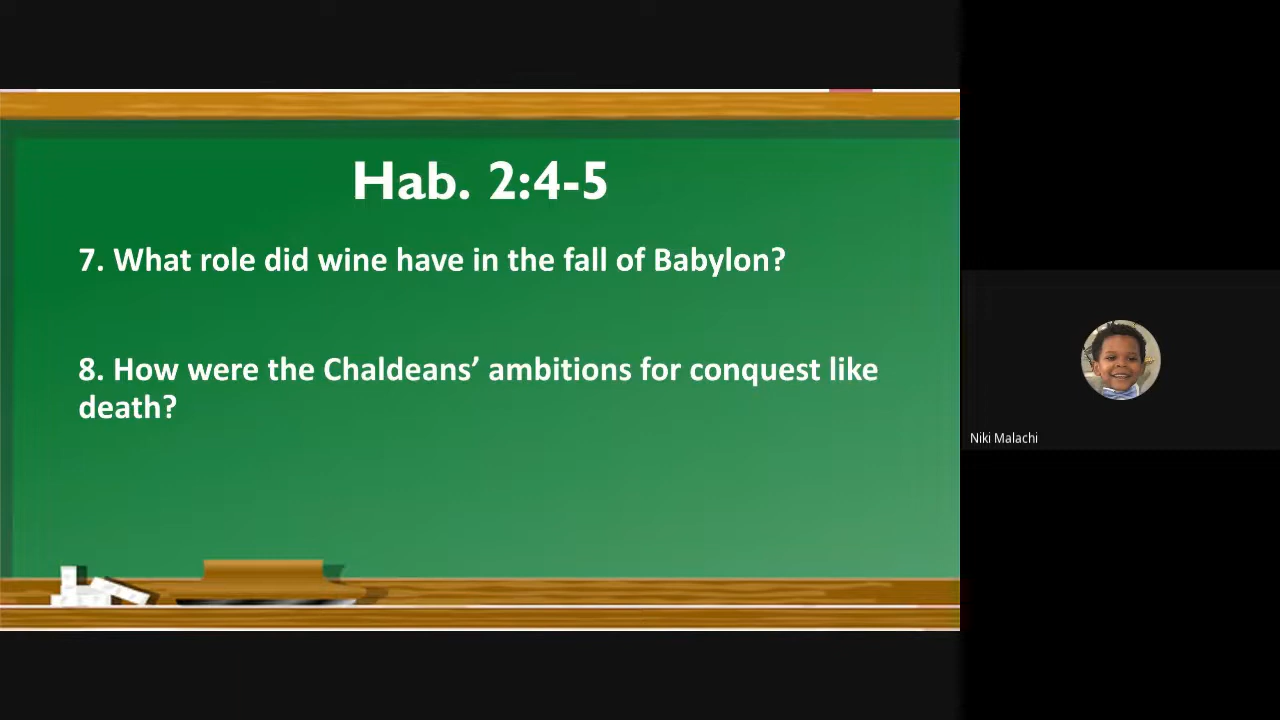 Hab. 2:4-5
7. What role did wine have in the fall of Babylon?
8. How were the Chaldeans’ ambitions for conquest like
death?
Niki Malachi